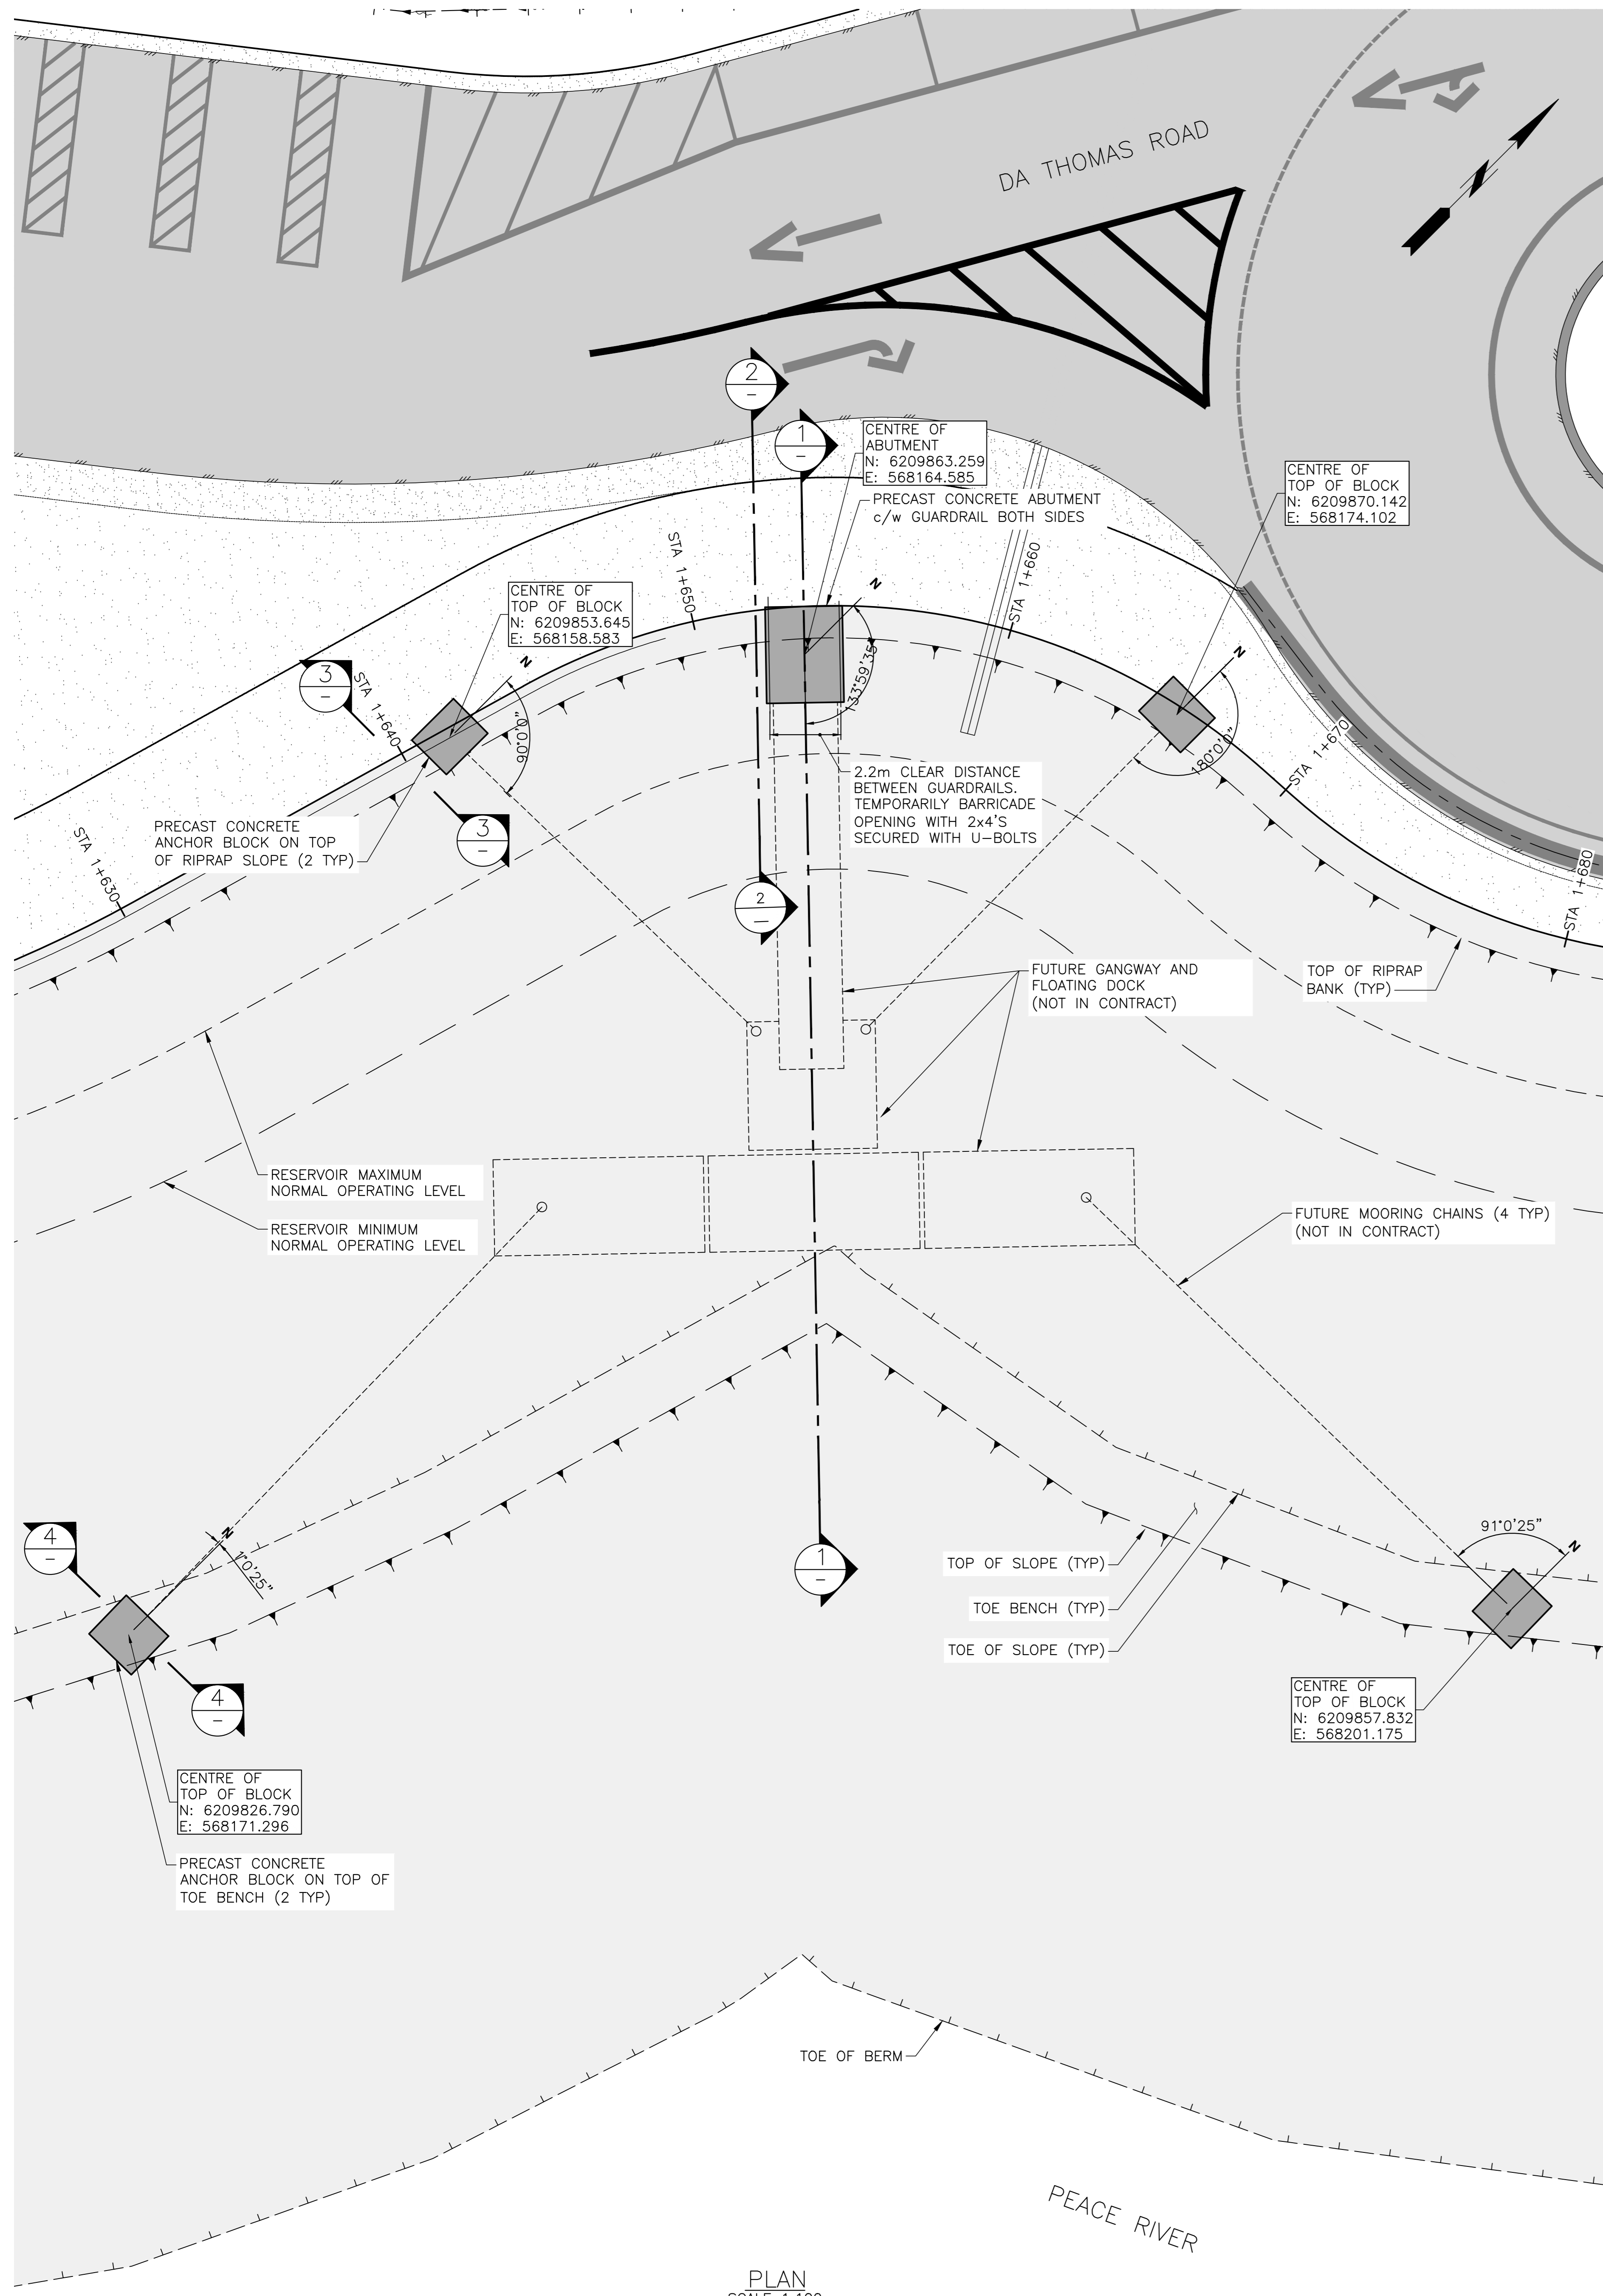 DA THOMAS ROAD
N
2
-
1
-
CENTRE OF
ABUTMENT
N: 6209863.259
E: 568164.585
PRECAST CONCRETE ABUTMENT
c/w GUARDRAIL BOTH SIDES
CENTRE OF
TOP OF BLOCK
N: 6209870.142
E: 568174.102
STA 1+650
STA 1+660
CENTRE OF
TOP OF BLOCK
N: 6209853.645
E: 568158.583
N
N
N
3
-
STA 1+640
90°0'0"
133°59'35"
180°0'0"
STA 1+670
2.2m CLEAR DISTANCE
BETWEEN GUARDRAILS.
TEMPORARILY BARRICADE
OPENING WITH 2x4'S
SECURED WITH U-BOLTS
PRECAST CONCRETE
ANCHOR BLOCK ON TOP
OF RIPRAP SLOPE (2 TYP)
3
-
STA 1+630
STA 1+680
2
-
FUTURE GANGWAY AND
FLOATING DOCK
(NOT IN CONTRACT)
TOP OF RIPRAP
BANK (TYP)
RESERVOIR MAXIMUM
NORMAL OPERATING LEVEL
RESERVOIR MINIMUM
NORMAL OPERATING LEVEL
FUTURE MOORING CHAINS (4 TYP)
(NOT IN CONTRACT)
4
-
N
1°0'25"
91°0'25"
N
1
-
TOP OF SLOPE (TYP)
TOE BENCH (TYP)
TOE OF SLOPE (TYP)
4
-
CENTRE OF
TOP OF BLOCK
N: 6209857.832
E: 568201.175
CENTRE OF
TOP OF BLOCK
N: 6209826.790
E: 568171.296
PRECAST CONCRETE
ANCHOR BLOCK ON TOP OF
TOE BENCH (2 TYP)
TOE OF BERM
PEACE RIVER
PLAN